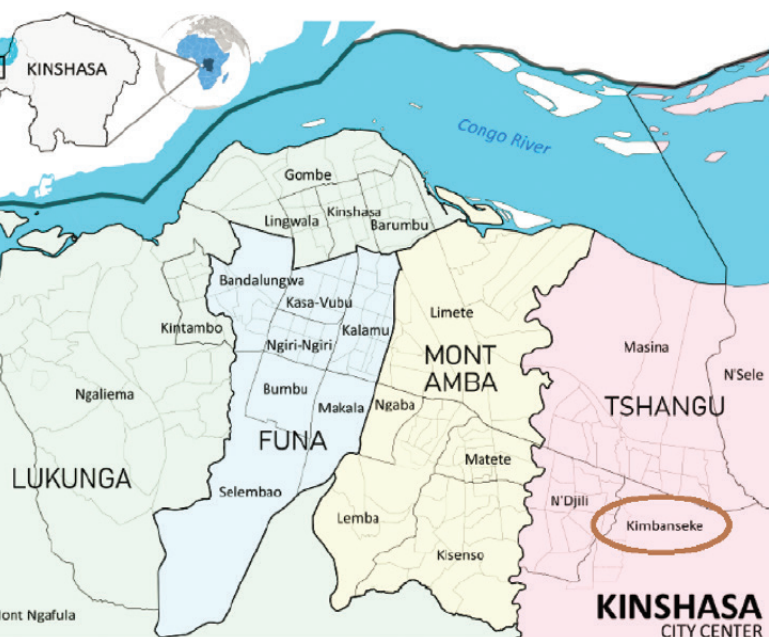 KINSHASA
Congo River
Gombe
Kinshasa
Lingwala
Barumbu
Bandalungwa
Kasa-Vubu
Limete
Kintambo
Kalamu
Ngiri-Ngiri
Masina
MONT
AMBA
N'Sele
Ngaliema
Bumbu
Makala
Ngaba
TSHANGU
FUNA
Matete
LUKUNGA
Selembao
N'Djili
Lemba
Kimbanseke
Kisenso
Ngafula
KINSHASA
CITY CENTER